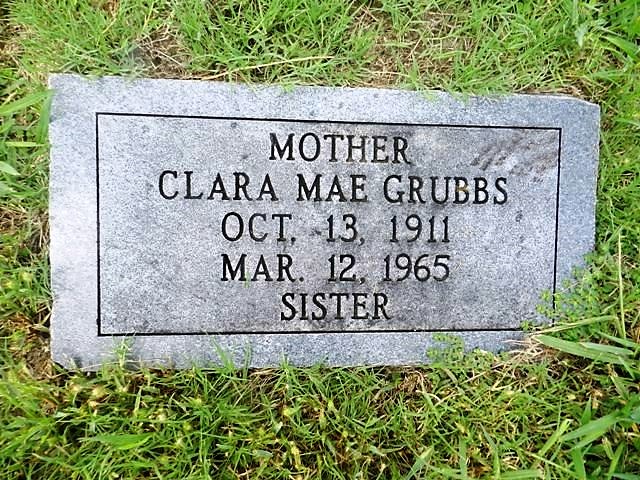 MOTHER
CLARA MAE GRUBBS
OCT. 13, 1911
MAR. 12, 1965
SISTER